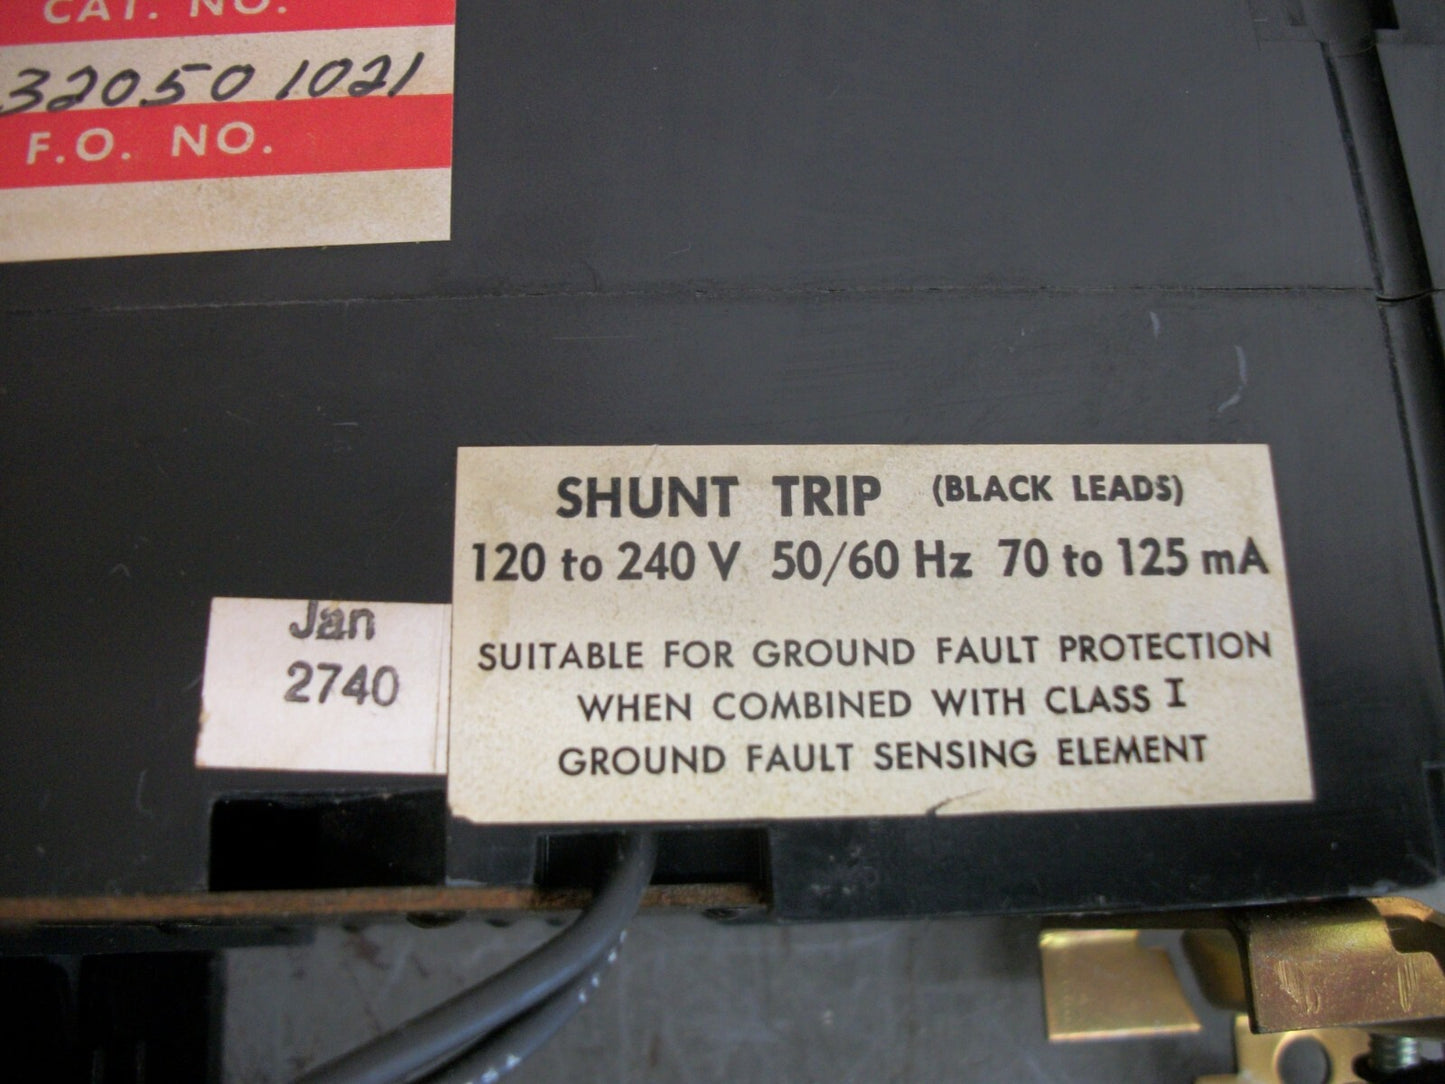 CAT. NO.
320501021
F.O. NO.
SHUNT TRIP (BLACK LEADS)
120 to 240 V 50/60 Hz 70 to 125 mA
SUITABLE FOR GROUND FAULT PROTECTION
WHEN COMBINED WITH CLASS I
GROUND FAULT SENSING ELEMENT
Jan
2740